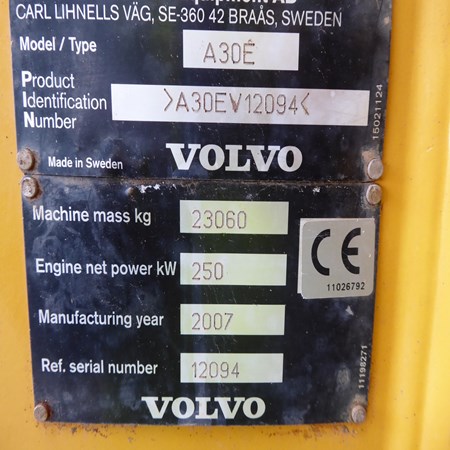 CARL LIHNELLS VÄG, SE-360 42 BRAÅS, SWEDEN
Model / Type A30E
Product
Identification >A30EV12094<
Number
15021124
Made in Sweden VOLVO
Machine mass kg 23060
Engine net power kW 250
CE
11026792
Manufacturing year 2007
Ref. serial number 12094
11198271
VOLVO